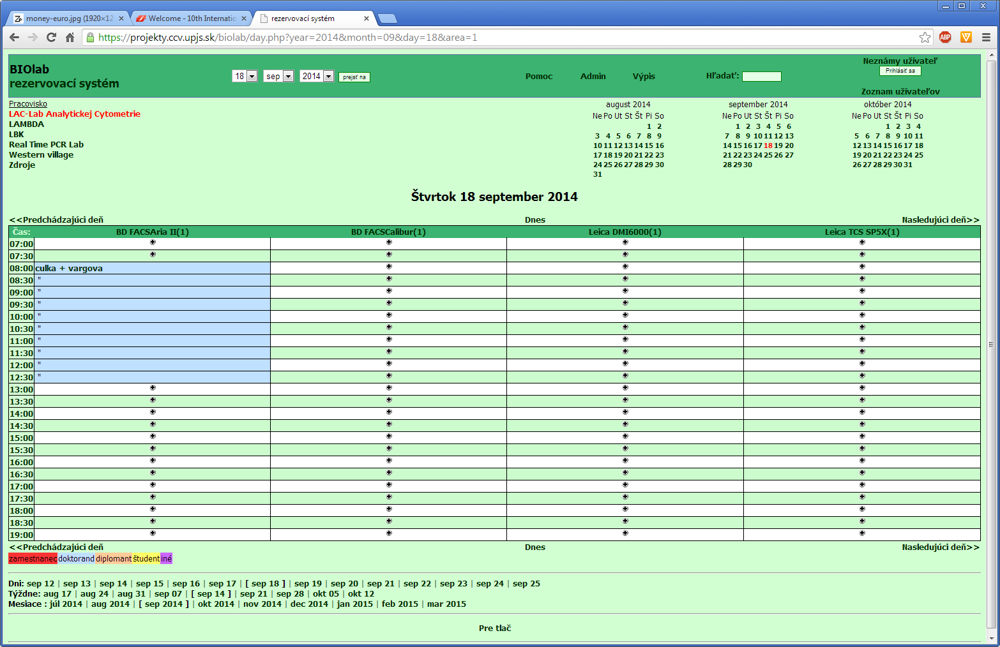 money-euro.jpg (1920×12
Welcome - 10th Internatio
rezervovací systém
https://projekty.ccv.upjs.sk/biolab/day.php?year=2014&month=09&day=18&area=1
ABP
BIOlab
rezervovací systém
18 sep 2014 prejsť na
Pomoc Admin Výpis Hľadať:
Neznámy užívateľ
Prihlásiť sa
Zoznam užívateľov
Pracovisko
LAC-Lab Analytickej Cytometrie
LAMBDA
LBK
Real Time PCR Lab
Western village
Zdroje
august 2014
Ne Po Ut St Št Pi So
1 2
3 4 5 6 7 8 9
10 11 12 13 14 15 16
17 18 19 20 21 22 23
24 25 26 27 28 29 30
31
september 2014
Ne Po Ut St Št Pi So
1 2 3 4 5 6
7 8 9 10 11 12 13
14 15 16 17 18 19 20
21 22 23 24 25 26 27
28 29 30
október 2014
Ne Po Ut St Št Pi So
1 2 3 4
5 6 7 8 9 10 11
12 13 14 15 16 17 18
19 20 21 22 23 24 25
26 27 28 29 30 31
Štvrtok 18 september 2014
<<Predchádzajúci deň Dnes Nasledujúci deň>>
Čas: BD FACSAria II(1) BD FACSCalibur(1) Leica DMI6000(1) Leica TCS SP5X(1)
07:00
07:30
08:00 culka + vargova
08:30 "
09:00 "
09:30 "
10:00 "
10:30 "
11:00 "
11:30 "
12:00 "
12:30 "
13:00
13:30
14:00
14:30
15:00
15:30
16:00
16:30
17:00
17:30
18:00
18:30
19:00
<<Predchádzajúci deň Dnes Nasledujúci deň>>
zamestnanec doktorand diplomant študent iné
Dni: sep 12 | sep 13 | sep 14 | sep 15 | sep 16 | sep 17 | [ sep 18 ] | sep 19 | sep 20 | sep 21 | sep 22 | sep 23 | sep 24 | sep 25
Týždne: aug 17 | aug 24 | aug 31 | sep 07 | [ sep 14 ] | sep 21 | sep 28 | okt 05 | okt 12
Mesiace : júl 2014 | aug 2014 | [ sep 2014 ] | okt 2014 | nov 2014 | dec 2014 | jan 2015 | feb 2015 | mar 2015
Pre tlač